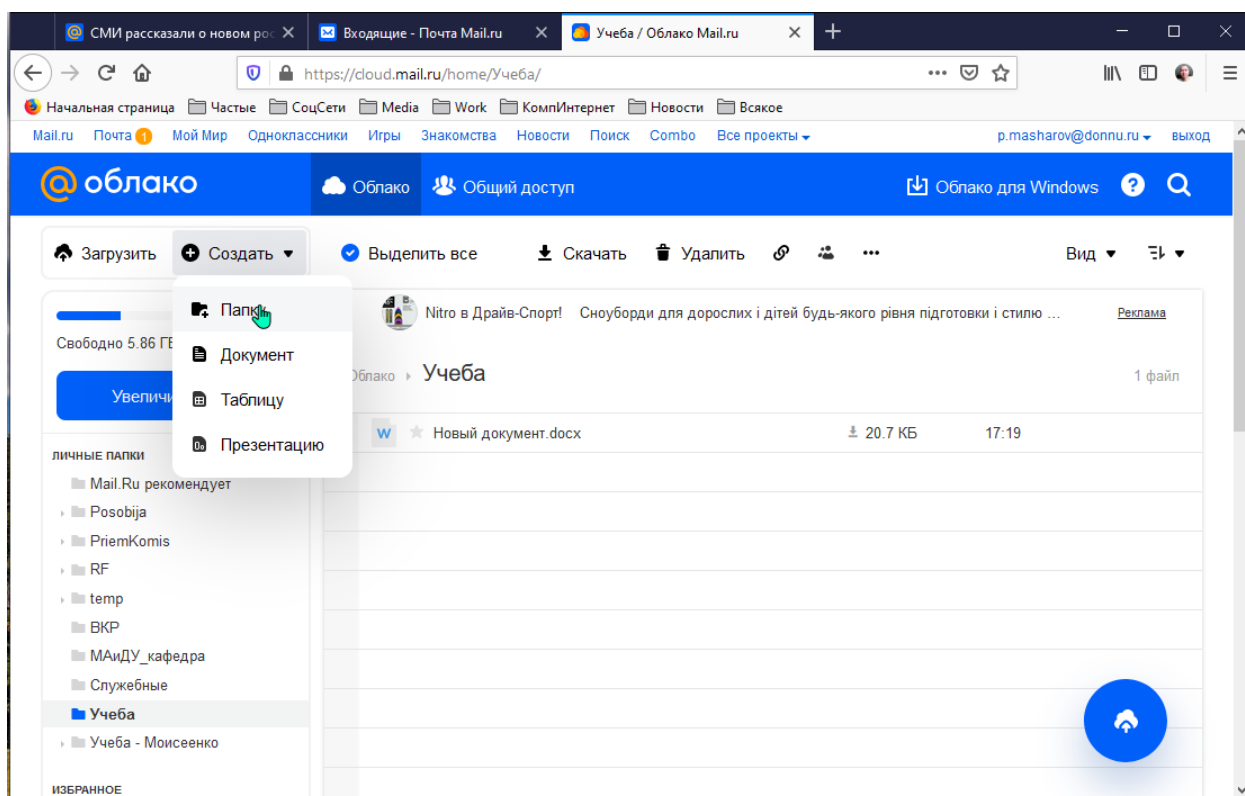 СМИ рассказали о новом рос
Входящие - Почта Mail.ru
Учеба / Облако Mail.ru
https://cloud.mail.ru/home/Учеба/
Начальная страница Частые СоцСети Media Work КомпИнтернет Новости Всякое
Mail.ru Почта 1 Мой Мир Одноклассники Игры Знакомства Новости Поиск Combo Все проекты p.masharov@donnu.ru выход
@ облако Облако Общий доступ Облако для Windows ?
Загрузить Создать Выделить все Скачать Удалить Вид
Папку
Документ
Таблицу
Презентацию
Nitro в Драйв-Спорт! Сноуборди для дорослих і дітей будь-якого рівня підготовки і стилю ... Реклама
Свободно 5.86 ГБ
Увеличи
Облако Учеба 1 файл
W Новый документ.docx 20.7 КБ 17:19
ЛИЧНЫЕ ПАПКИ
Mail.Ru рекомендует
Posobija
PriemKomis
RF
temp
ВКР
МАиДУ_кафедра
Служебные
Учеба
Учеба - Моисеенко
ИЗБРАННОЕ